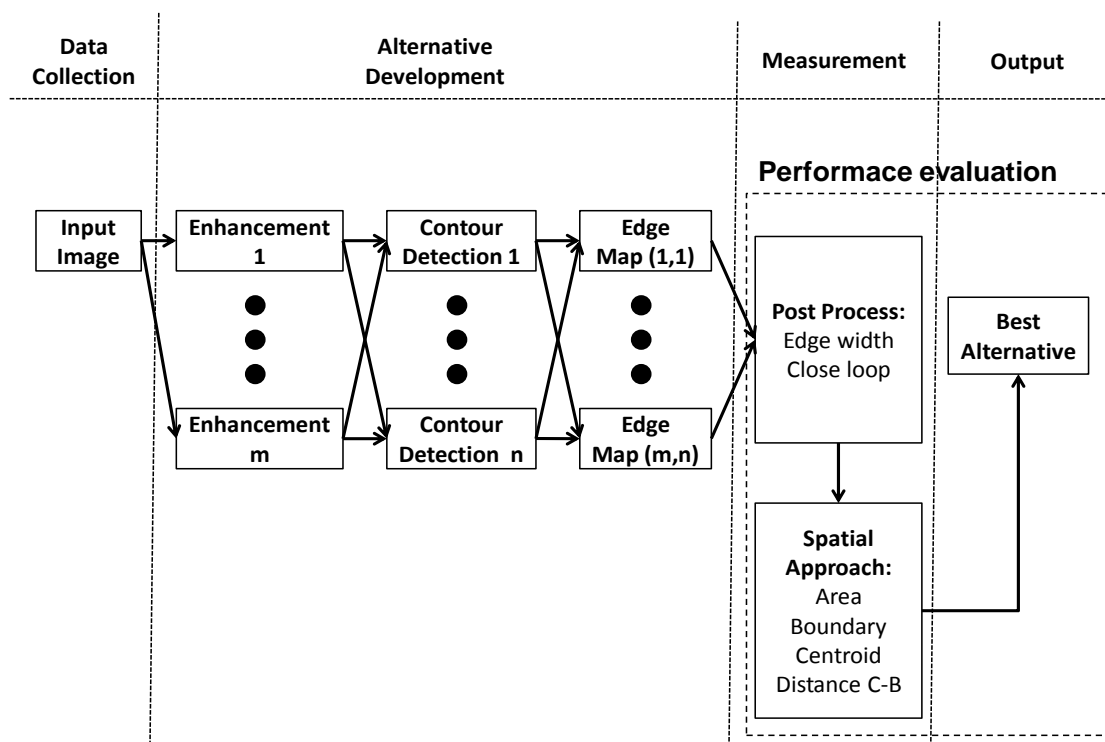 Data
Collection
Alternative
Development
Measurement
Output
Performace evaluation
Input
Image
Enhancement
1
Contour
Detection 1
Edge
Map (1,1)
Enhancement
m
Contour
Detection n
Edge
Map (m,n)
Post Process:
Edge width
Close loop
Spatial
Approach:
Area
Boundary
Centroid
Distance C-B
Best
Alternative